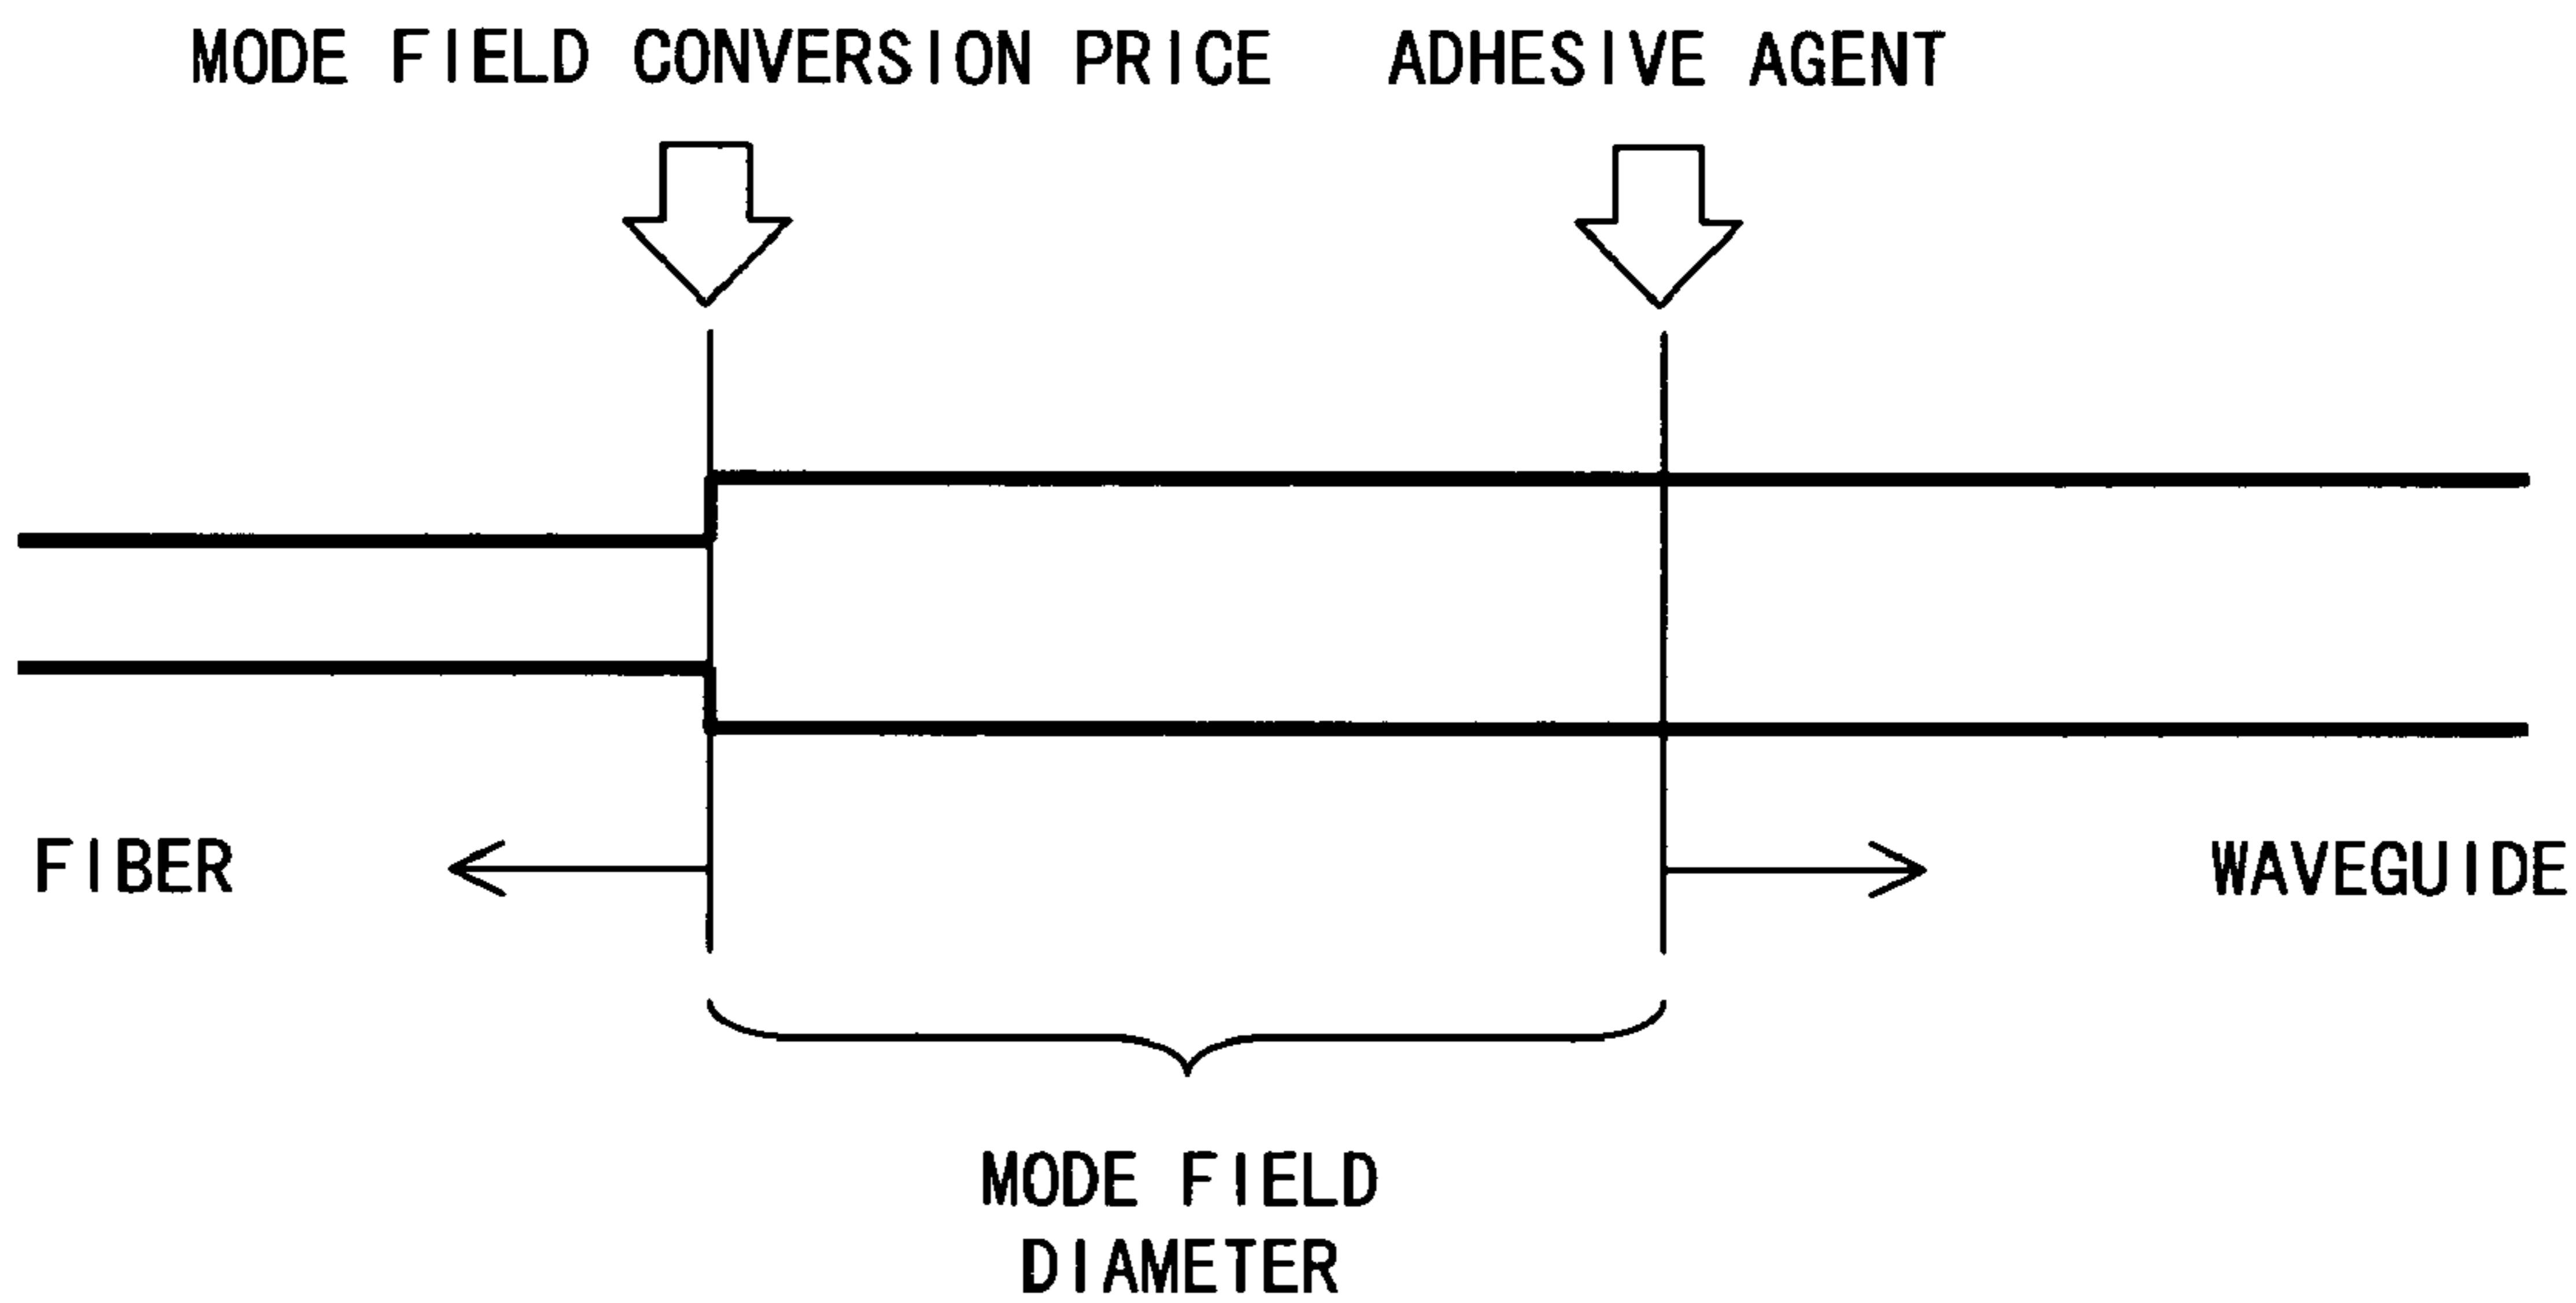 MODE FIELD CONVERSION PRICE
ADHESIVE AGENT
FIBER
WAVEGUIDE
MODE FIELD
DIAMETER